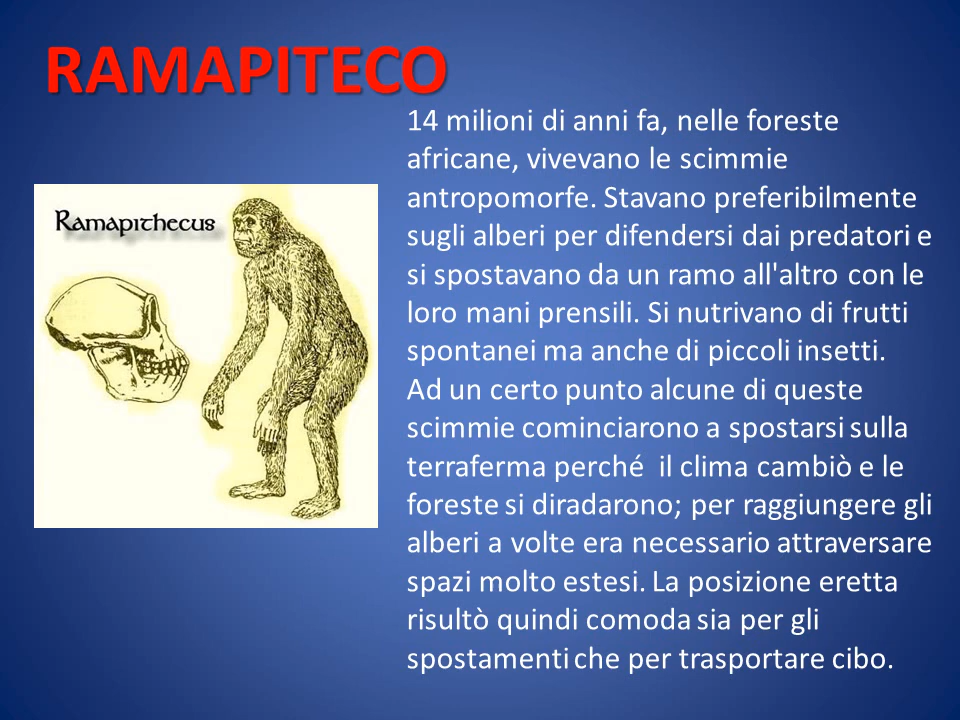 RAMAPITECO
Ramapithecus
14 milioni di anni fa, nelle foreste
africane, vivevano le scimmie
antropomorfe. Stavano preferibilmente
sugli alberi per difendersi dai predatori e
si spostavano da un ramo all'altro con le
loro mani prensili. Si nutrivano di frutti
spontanei ma anche di piccoli insetti.
Ad un certo punto alcune di queste
scimmie cominciarono a spostarsi sulla
terraferma perché il clima cambiò e le
foreste si diradarono; per raggiungere gli
alberi a volte era necessario attraversare
spazi molto estesi. La posizione eretta
risultò quindi comoda sia per gli
spostamenti che per trasportare cibo.